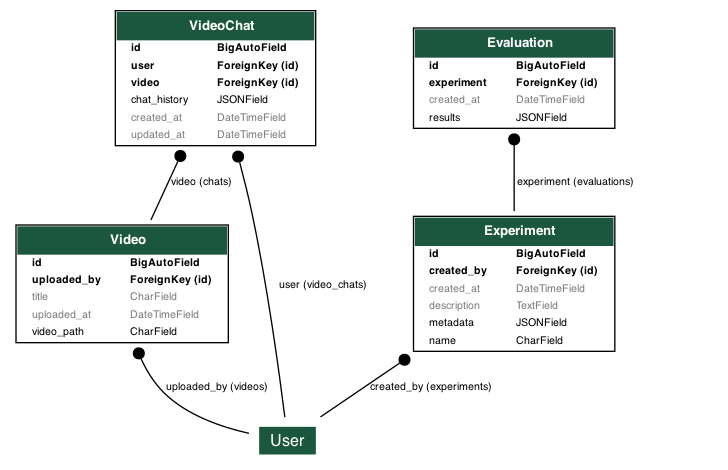 VideoChat
id BigAutoField
user ForeignKey (id)
video ForeignKey (id)
chat_history JSONField
created_at DateTimeField
updated_at DateTimeField
Evaluation
id BigAutoField
experiment ForeignKey (id)
created_at DateTimeField
results JSONField
video (chats)
experiment (evaluations)
Video
id BigAutoField
uploaded_by ForeignKey (id)
title CharField
uploaded_at DateTimeField
video_path CharField
Experiment
id BigAutoField
created_by ForeignKey (id)
created_at DateTimeField
description TextField
metadata JSONField
name CharField
user (video_chats)
uploaded_by (videos)
created_by (experiments)
User